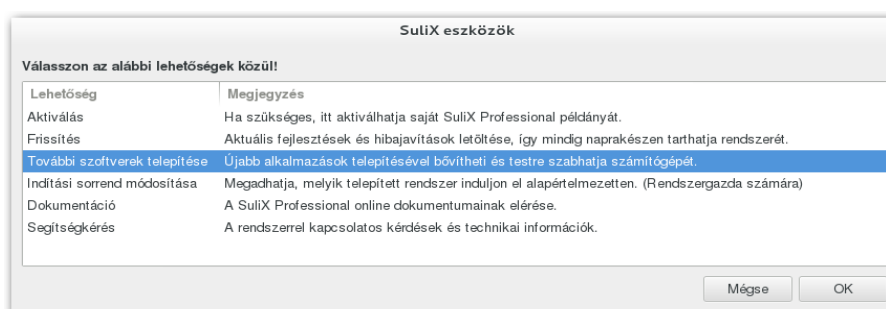 SuliX eszközök
Válasszon az alábbi lehetőségek közül!
Lehetőség Megjegyzés
Aktiválás Ha szükséges, itt aktiválhatja saját SuliX Professional példányát.
Frissítés Aktuális fejlesztések és hibajavítások letöltése, így mindig naprakészen tarthatja rendszerét.
További szoftverek telepítése Újabb alkalmazások telepítésével bővítheti és testre szabhatja számítógépét.
Indítási sorrend módosítása Megadhatja, melyik telepített rendszer induljon el alapértelmezetten. (Rendszergazda számára)
Dokumentáció A SuliX Professional online dokumentumainak elérése.
Segítségkérés A rendszerrel kapcsolatos kérdések és technikai információk.
Mégse OK